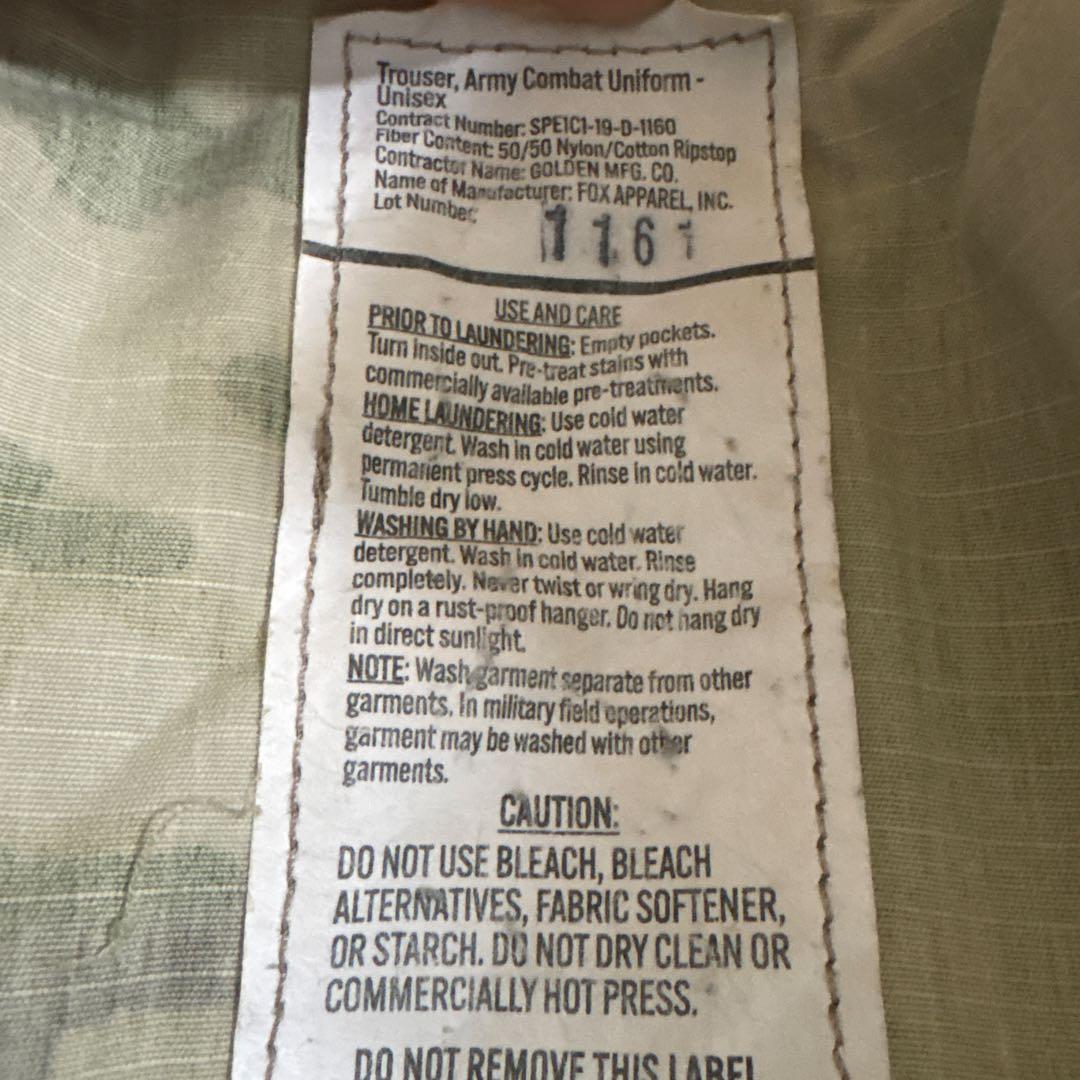 Trouser, Army Combat Uniform -
Unisex
Contract Number: SPE1C1-19-D-1160
Fiber Content: 50/50 Nylon/Cotton Ripstop
Contractor Name: GOLDEN MFG. CO.
Name of Manufacturer: FOX APPAREL, INC.
Lot Number: 1161
USE AND CARE
PRIOR TO LAUNDERING: Empty pockets.
Turn inside out. Pre-treat stains with
commercially available pre-treatments.
HOME LAUNDERING: Use cold water
detergent. Wash in cold water using
permanent press cycle. Rinse in cold water.
Tumble dry low.
WASHING BY HAND: Use cold water
detergent. Wash in cold water. Rinse
completely. Never twist or wring dry. Hang
dry on a rust-proof hanger. Do not hang dry
in direct sunlight.
NOTE: Wash garment separate from other
garments. In military field operations,
garment may be washed with other
garments.
CAUTION:
DO NOT USE BLEACH, BLEACH
ALTERNATIVES, FABRIC SOFTENER,
OR STARCH. DO NOT DRY CLEAN OR
COMMERCIALLY HOT PRESS.
DO NOT REMOVE THIS LABEL